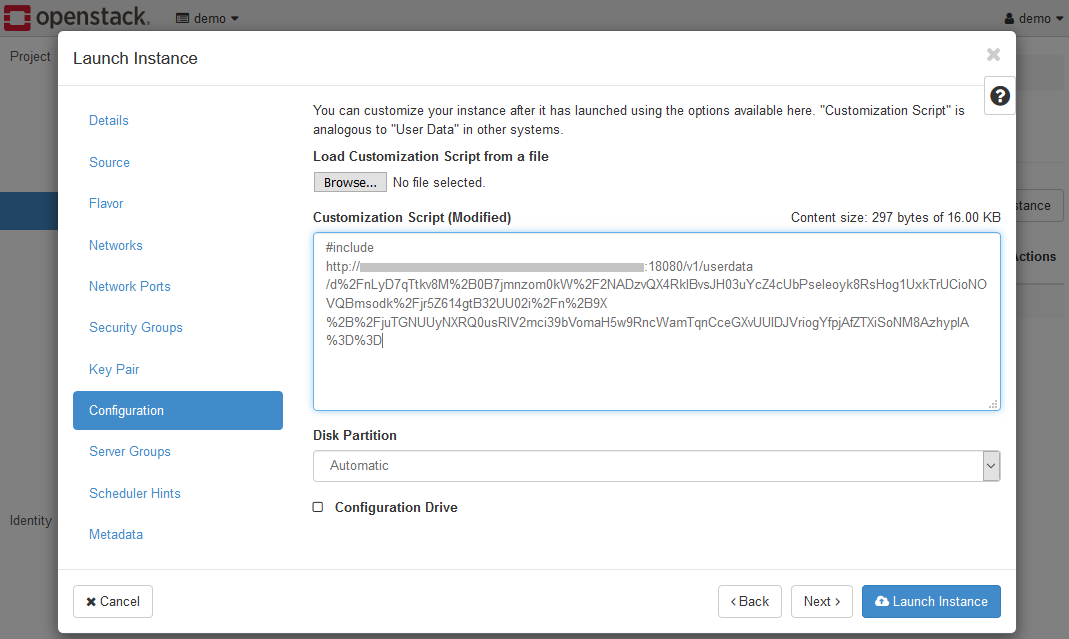 openstack. demo demo
Project
Launch Instance
Details
Source
Flavor
Networks
Network Ports
Security Groups
Key Pair
Configuration
Server Groups
Scheduler Hints
Metadata
Identity
You can customize your instance after it has launched using the options available here. "Customization Script" is
analogous to "User Data" in other systems.
Load Customization Script from a file
Browse... No file selected.
Customization Script (Modified) Content size: 297 bytes of 16.00 KB
#include
http:// :18080/v1/userdata
/d%2FnLyD7qTtkv8M%2B0B7jmnzom0kW%2F2NADzvQX4RklBvsJH03uYcZ4cUbPseleoyk8RsHog1UxkTrUCioNO
VQBmsodk%2Fjr5Z614gtB32UU02i%2Fn%2B9X
%2B%2FjuTGNUUyNXRQ0usRlV2mci39bVomaH5w9RncWamTqnCceGXvUUlDJVriogYfpjAfZTXiSoNM8AzhyplA
%3D%3D
Disk Partition
Automatic
Configuration Drive
Cancel
Back Next Launch Instance
stance
Actions